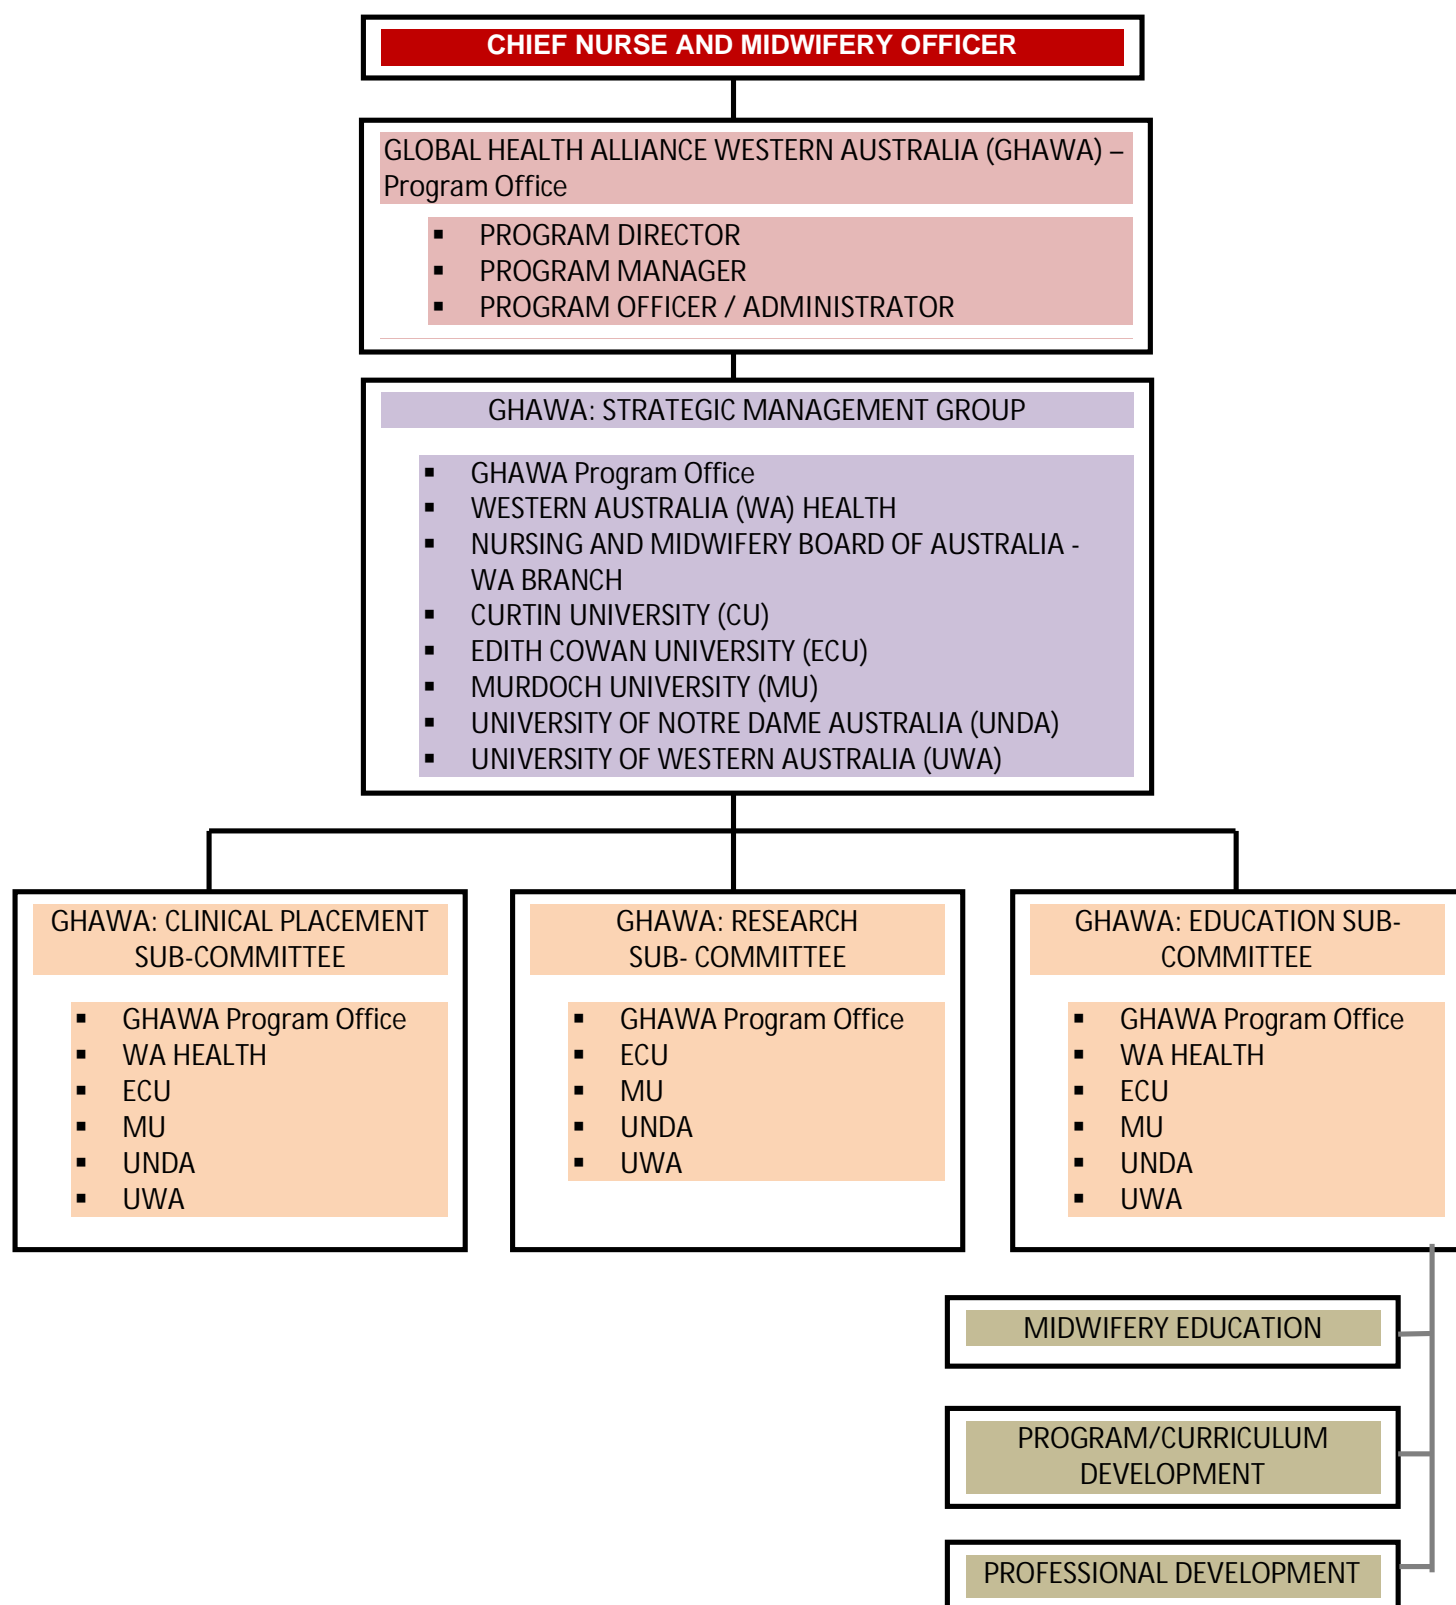 CHIEF NURSE AND MIDWIFERY OFFICER
GLOBAL HEALTH ALLIANCE WESTERN AUSTRALIA (GHAWA) –
Program Office
▪ PROGRAM DIRECTOR
▪ PROGRAM MANAGER
▪ PROGRAM OFFICER / ADMINISTRATOR
GHAWA: STRATEGIC MANAGEMENT GROUP
▪ GHAWA Program Office
▪ WESTERN AUSTRALIA (WA) HEALTH
▪ NURSING AND MIDWIFERY BOARD OF AUSTRALIA -
WA BRANCH
▪ CURTIN UNIVERSITY (CU)
▪ EDITH COWAN UNIVERSITY (ECU)
▪ MURDOCH UNIVERSITY (MU)
▪ UNIVERSITY OF NOTRE DAME AUSTRALIA (UNDA)
▪ UNIVERSITY OF WESTERN AUSTRALIA (UWA)
GHAWA: CLINICAL PLACEMENT
SUB-COMMITTEE
▪ GHAWA Program Office
▪ WA HEALTH
▪ ECU
▪ MU
▪ UNDA
▪ UWA
GHAWA: RESEARCH
SUB- COMMITTEE
▪ GHAWA Program Office
▪ ECU
▪ MU
▪ UNDA
▪ UWA
GHAWA: EDUCATION SUB-
COMMITTEE
▪ GHAWA Program Office
▪ WA HEALTH
▪ ECU
▪ MU
▪ UNDA
▪ UWA
MIDWIFERY EDUCATION
PROGRAM/CURRICULUM
DEVELOPMENT
PROFESSIONAL DEVELOPMENT